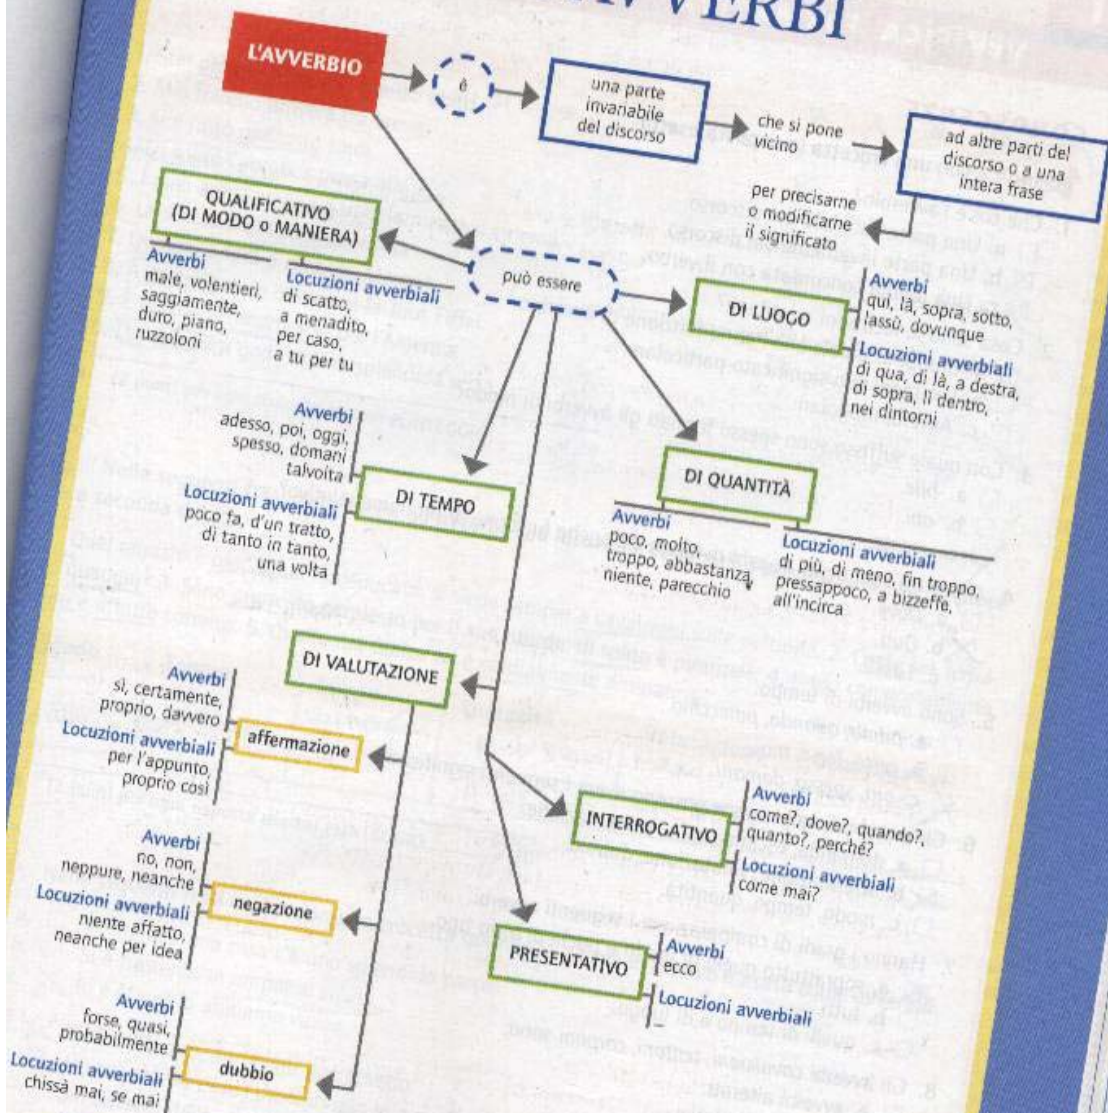 AVVERBI
L'AVVERBIO
è
una parte
invariabile
del discorso
che si pone
vicino
ad altre parti del
discorso o a una
intera frase
per precisarne
o modificarne
il significato
può essere
QUALIFICATIVO
(DI MODO o MANIERA)
Avverbi
male, volentieri,
saggiamente,
duro, piano,
ruzzoloni
Locuzioni avverbiali
di scatto,
a menadito,
per caso,
a tu per tu
DI LUOGO
Avverbi
qui, là, sopra, sotto,
lassù, dovunque
Locuzioni avverbiali
di qua, di là, a destra,
di sopra, lì dentro,
nei dintorni
DI TEMPO
Avverbi
adesso, poi, oggi,
spesso, domani
talvolta
Locuzioni avverbiali
poco fa, d'un tratto,
di tanto in tanto,
una volta
DI QUANTITÀ
Avverbi
poco, molto,
troppo, abbastanza,
niente, parecchio
Locuzioni avverbiali
di più, di meno, fin troppo,
pressappoco, a bizzeffe,
all'incirca
DI VALUTAZIONE
affermazione
Avverbi
sì, certamente,
proprio, davvero
Locuzioni avverbiali
per l'appunto,
proprio così
negazione
Avverbi
no, non,
neppure, neanche
Locuzioni avverbiali
niente affatto,
neanche per idea
dubbio
Avverbi
forse, quasi,
probabilmente
Locuzioni avverbiali
chissà mai, se mai
INTERROGATIVO
Avverbi
come?, dove?, quando?,
quanto?, perché?
Locuzioni avverbiali
come mai?
PRESENTATIVO
Avverbi
ecco
Locuzioni avverbiali
–